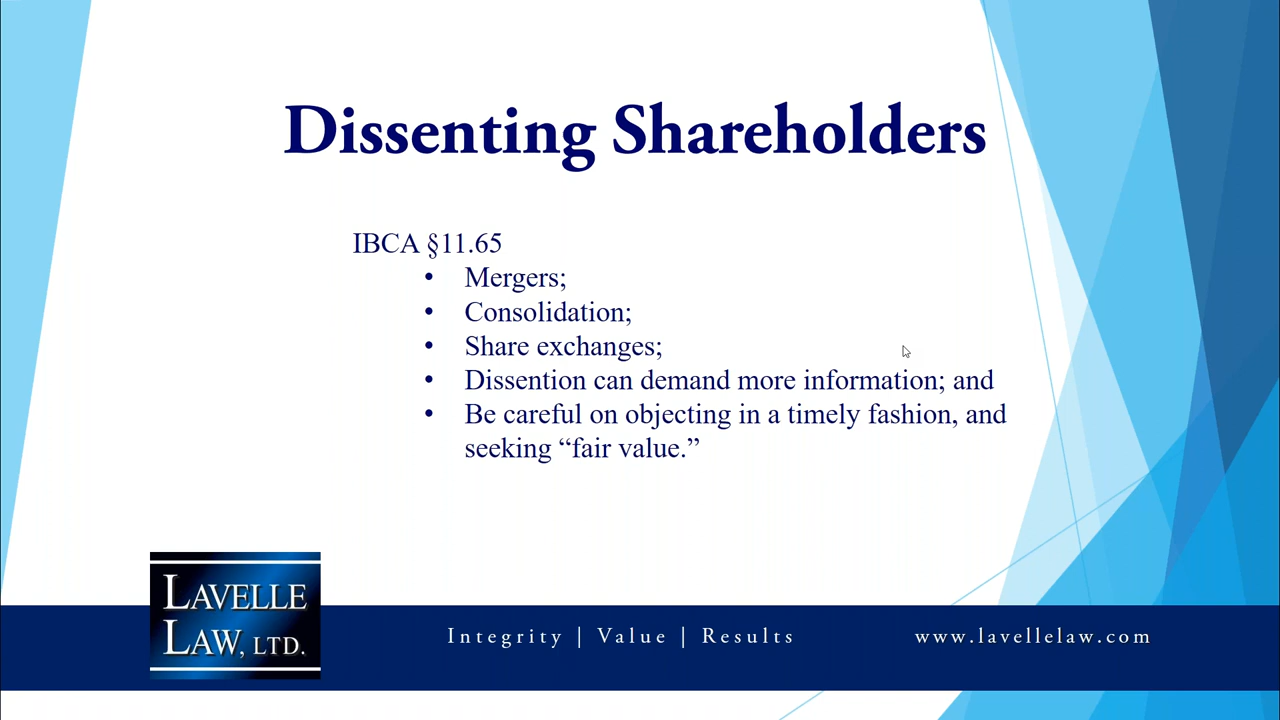 Dissenting Shareholders
IBCA §11.65
• Mergers;
• Consolidation;
• Share exchanges;
• Dissention can demand more information; and
• Be careful on objecting in a timely fashion, and
seeking “fair value.”
LAVELLE
LAW, LTD.
Integrity | Value | Results
www.lavellelaw.com